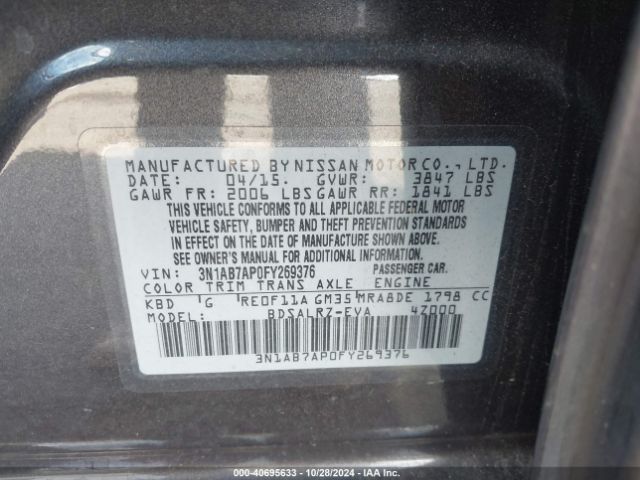 MANUFACTURED BY NISSAN MOTOR CO., LTD.
DATE: 04/15. GVWR: 3847 LBS
GAWR FR: 2006 LBS GAWR RR: 1841 LBS
THIS VEHICLE CONFORMS TO ALL APPLICABLE FEDERAL MOTOR
VEHICLE SAFETY, BUMPER AND THEFT PREVENTION STANDARDS
IN EFFECT ON THE DATE OF MANUFACTURE SHOWN ABOVE.
SEE OWNER'S MANUAL FOR ADDITIONAL INFORMATION.
VIN: 3N1AB7AP0FY269376 PASSENGER CAR.
COLOR TRIM TRANS AXLE ENGINE
KBD G RE0F11A GM35 MRA8DE 1798 CC
MODEL: BDSALRZ-EVA 4Z000
3N1AB7AP0FY269376
000-40695633 - 10/28/2024 - IAA Inc.